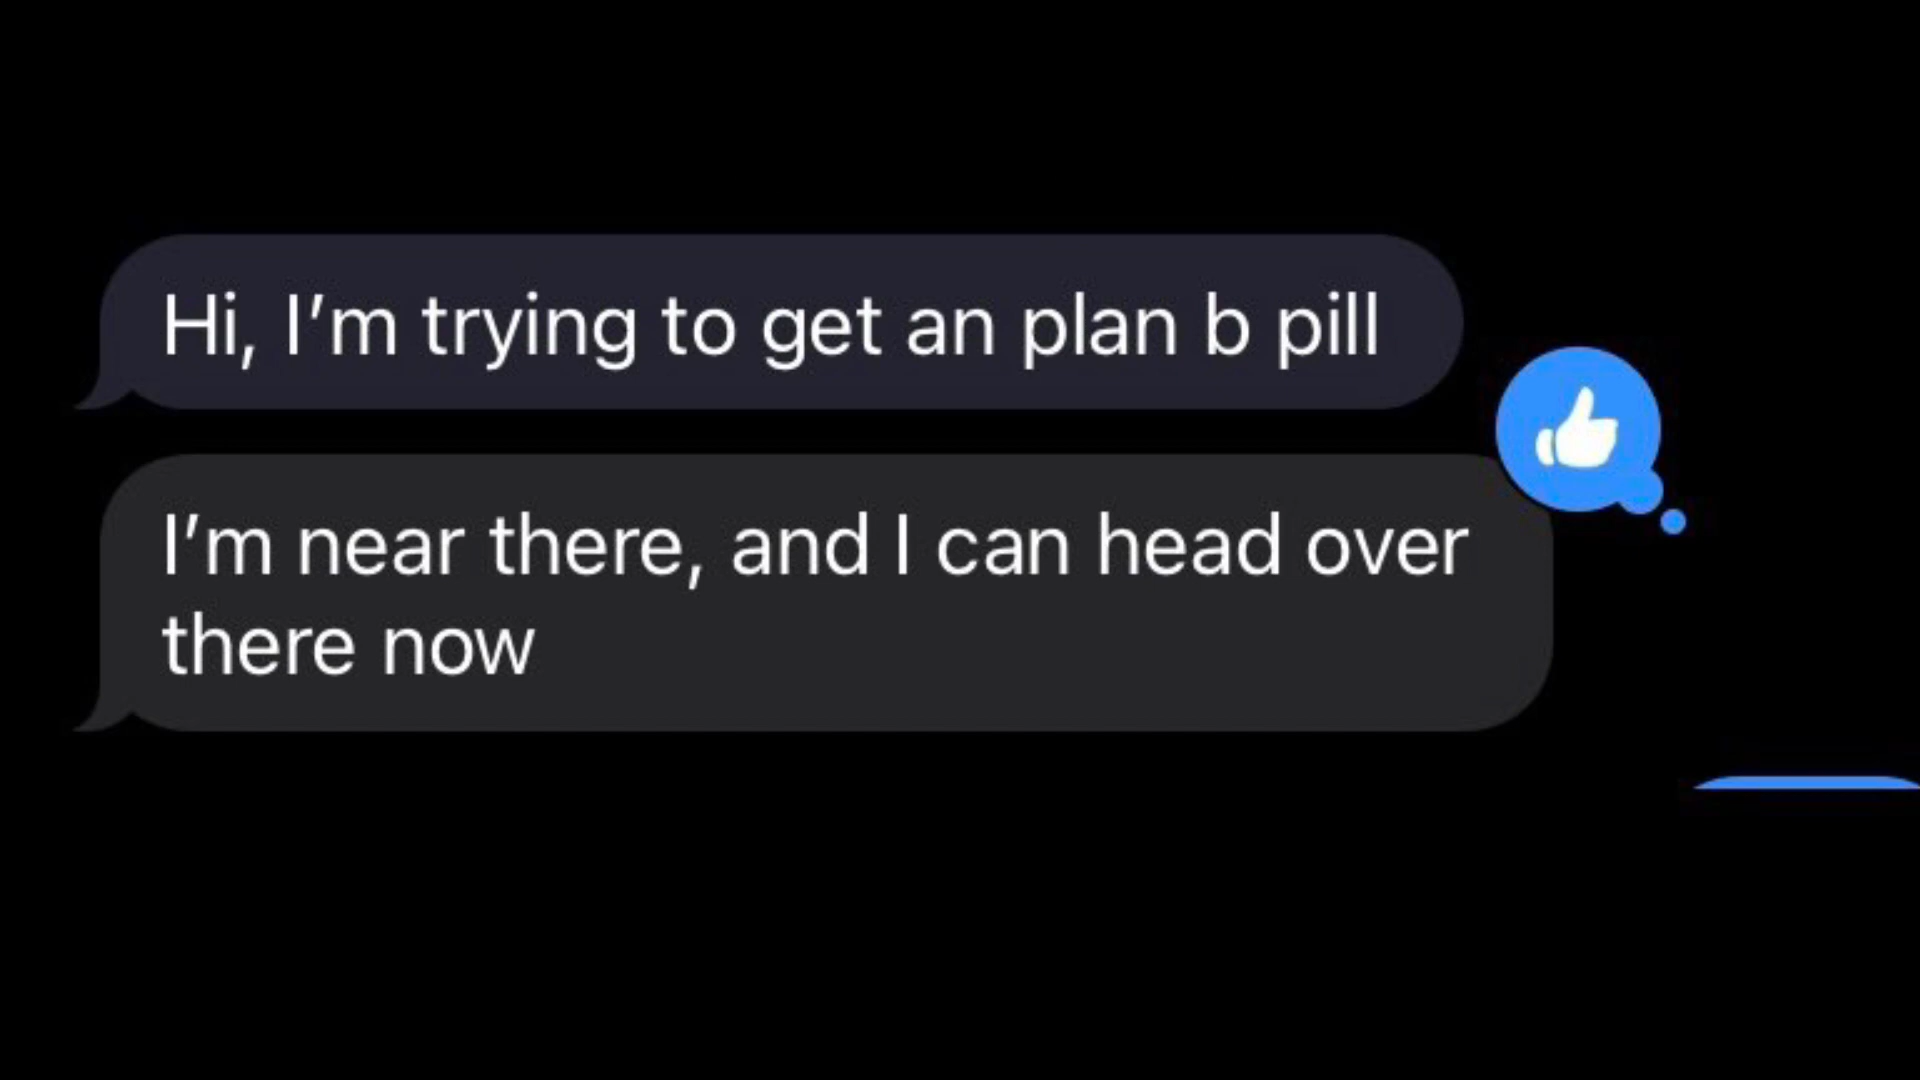 Hi, I’m trying to get an plan b pill
I’m near there, and I can head over
there now